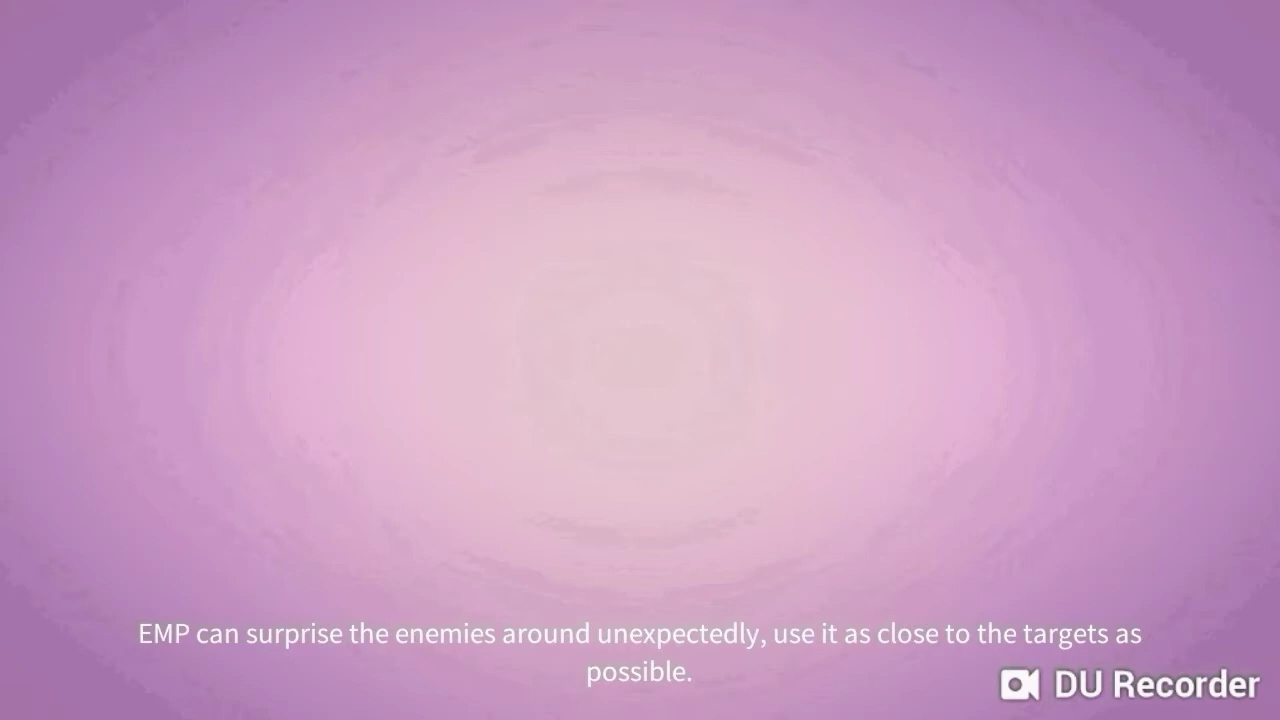 EMP can surprise the enemies around unexpectedly, use it as close to the targets as
possible.
DU Recorder